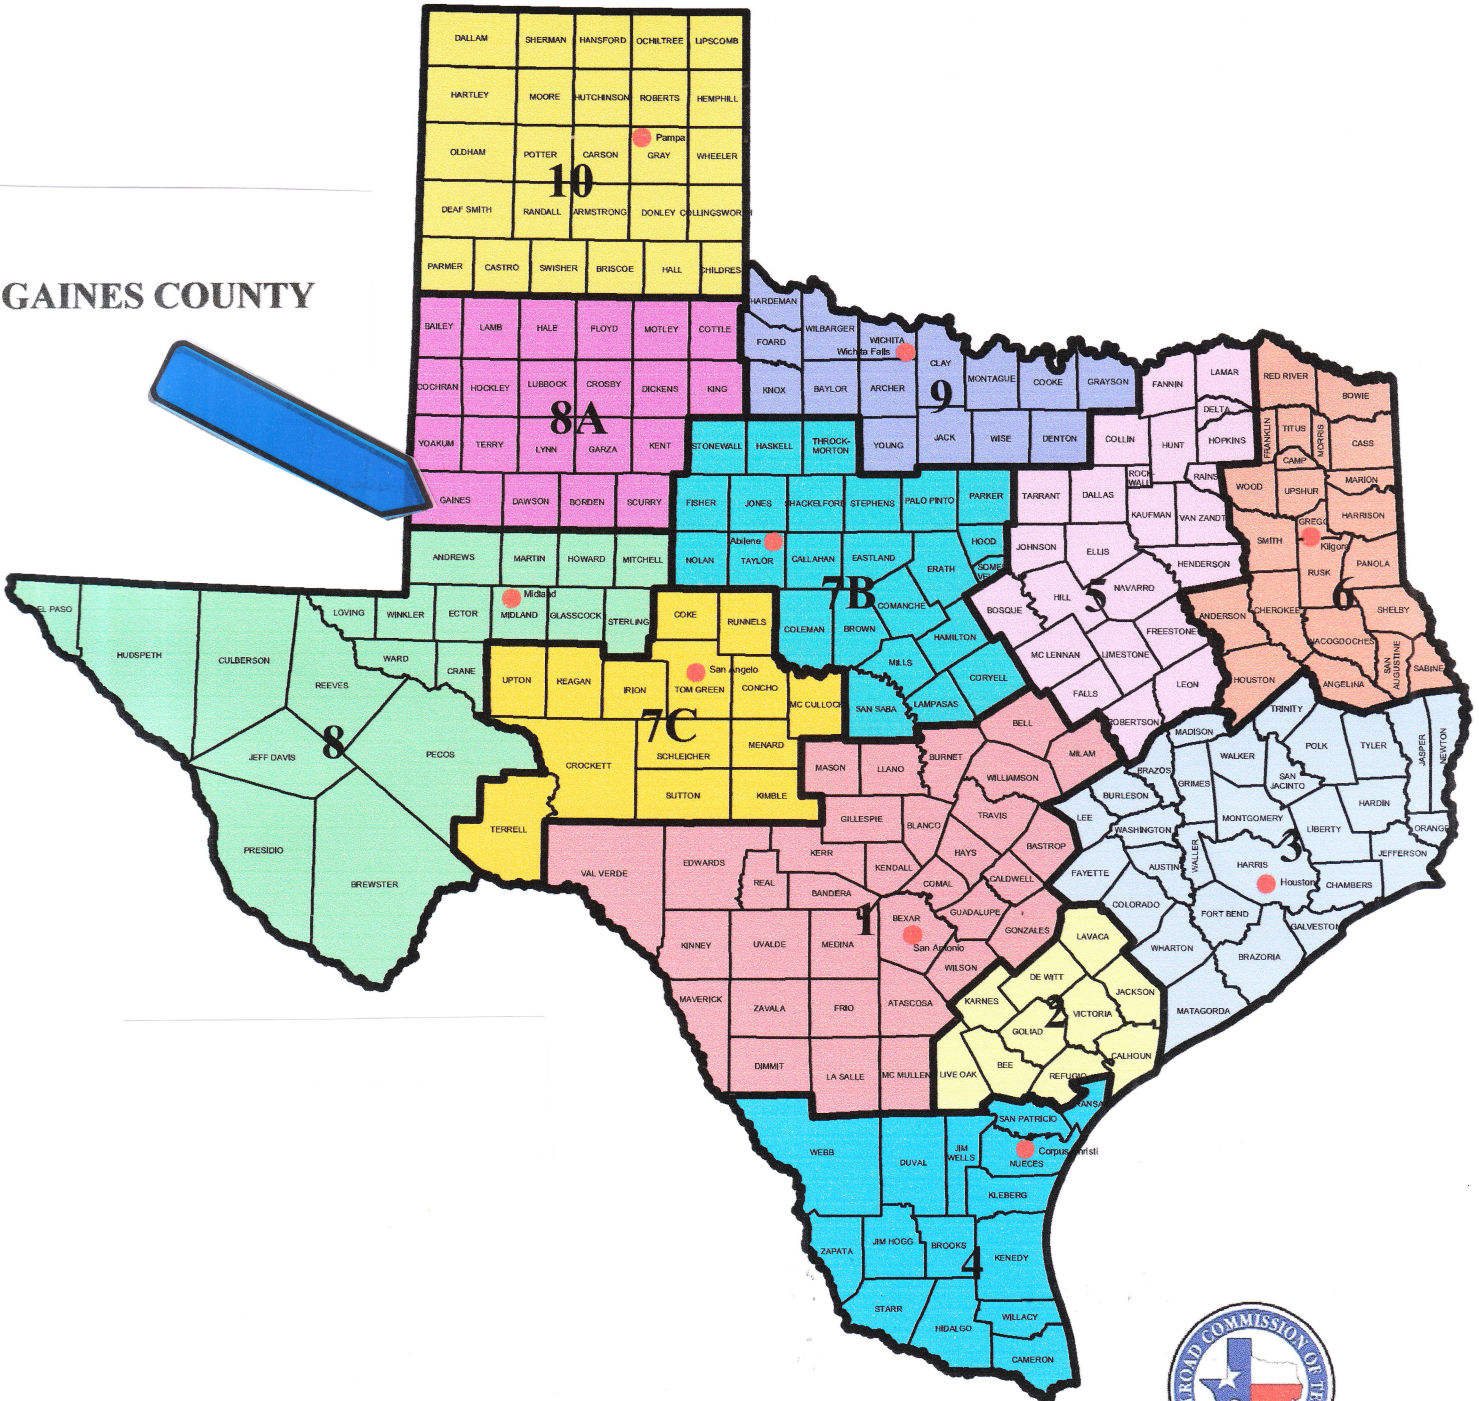 DALLAM SHERMAN HANSFORD OCHILTREE LIPSCOMB
HARTLEY MOORE HUTCHINSON ROBERTS HEMPHILL
Pampa
OLDHAM POTTER CARSON GRAY WHEELER
10
DEAF SMITH RANDALL ARMSTRONG DONLEY COLLINGSWORTH
PARMER CASTRO SWISHER BRISCOE HALL CHILDRES
GAINES COUNTY
BAILEY LAMB HALE FLOYD MOTLEY COTTLE
COCHRAN HOCKLEY LUBBOCK CROSBY DICKENS KING
8A
YOAKUM TERRY LYNN GARZA KENT
GAINES DAWSON BORDEN SCURRY
HARDEMAN
FOARD WILBARGER WICHITA
Wichita Falls
CLAY MONTAGUE COOKE GRAYSON
KNOX BAYLOR ARCHER
9
YOUNG JACK WISE DENTON
STONEWALL HASKELL THROCK-
MORTON
FISHER JONES SHACKELFORD STEPHENS PALO PINTO PARKER
Abilene
NOLAN TAYLOR CALLAHAN EASTLAND HOOD
ERATH SOMER
7B
COMANCHE
COLEMAN BROWN HAMILTON
MILLS CORYELL
SAN SABA LAMPASAS
FANNIN LAMAR
DELTA
COLLIN HUNT HOPKINS
ROCK
WALL RAINS
TARRANT DALLAS KAUFMAN VAN ZANDT
JOHNSON ELLIS HENDERSON
HILL NAVARRO
5
BOSQUE FREESTONE
MC LENNAN LIMESTONE
FALLS LEON
ROBERTSON
RED RIVER BOWIE
FRANKLIN TITUS MORRIS CASS
CAMP
WOOD UPSHUR MARION
GREGG HARRISON
SMITH Kilgore
RUSK PANOLA
6
ANDERSON CHEROKEE SHELBY
NACOGDOCHES
SAN
AUGUSTINE SABINE
HOUSTON ANGELINA
ANDREWS MARTIN HOWARD MITCHELL
Midland
EL PASO LOVING WINKLER ECTOR MIDLAND GLASSCOCK STERLING
HUDSPETH CULBERSON WARD CRANE
REEVES
8
JEFF DAVIS PECOS
PRESIDIO
BREWSTER
COKE RUNNELS
San Angelo
UPTON REAGAN IRION TOM GREEN CONCHO
MC CULLOCH
7C
SCHLEICHER MENARD
CROCKETT
SUTTON KIMBLE
TERRELL
BELL
MASON LLANO BURNET MILAM
WILLIAMSON
GILLESPIE BLANCO TRAVIS
KERR HAYS BASTROP
EDWARDS KENDALL
VAL VERDE REAL COMAL CALDWELL
BANDERA
1
BEXAR GUADALUPE
San Antonio
GONZALES
KINNEY UVALDE MEDINA
WILSON
MAVERICK ZAVALA FRIO ATASCOSA
DIMMIT LA SALLE MC MULLEN
MADISON TRINITY
POLK TYLER JASPER NEWTON
BRAZOS WALKER
GRIMES SAN
JACINTO
BURLESON HARDIN
LEE MONTGOMERY
WASHINGTON LIBERTY ORANGE
3
AUSTIN WALLER HARRIS JEFFERSON
FAYETTE Houston CHAMBERS
COLORADO FORT BEND
GALVESTON
WHARTON BRAZORIA
MATAGORDA
LAVACA
DE WITT JACKSON
KARNES
2
VICTORIA
GOLIAD
CALHOUN
BEE
LIVE OAK REFUGIO
SAN PATRICIO
WEBB DUVAL JIM
WELLS
Corpus
NUECES
KLEBERG
ZAPATA JIM HOGG BROOKS KENEDY
4
STARR WILLACY
HIDALGO
CAMERON